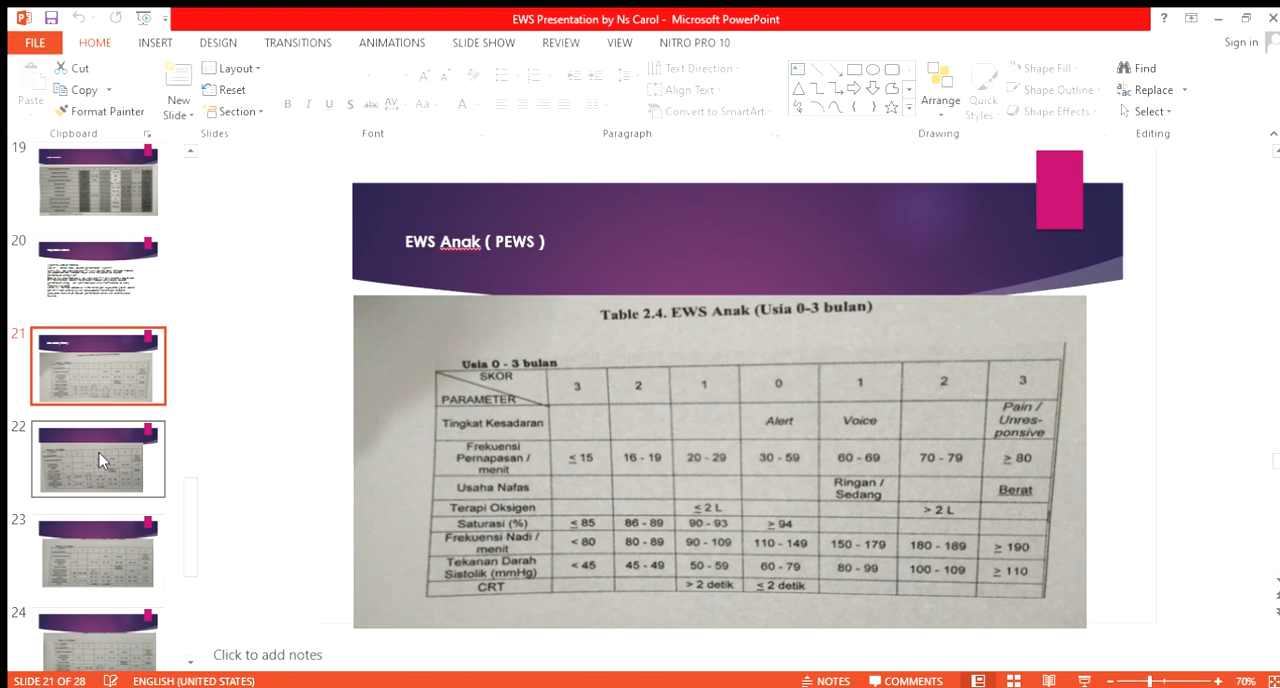 EWS Presentation by Ns Carol - Microsoft PowerPoint
FILE HOME INSERT DESIGN TRANSITIONS ANIMATIONS SLIDE SHOW REVIEW VIEW NITRO PRO 10 Sign in
Paste
Cut
Copy
Format Painter
Clipboard
New Slide
Layout
Reset
Section
Slides
B I U S abc AV Aa A
Font
Paragraph
Text Direction
Align Text
Convert to SmartArt
Arrange
Quick Styles
Shape Fill
Shape Outline
Shape Effects
Drawing
Find
Replace
Select
Editing
19
20
21
22
23
24
EWS Anak ( PEWS )
Table 2.4. EWS Anak (Usia 0-3 bulan)
Usia 0 - 3 bulan
SKOR
PARAMETER 3 2 1 0 1 2 3
Tingkat Kesadaran Alert Voice Pain / Unres- ponsive
Frekuensi Pernapasan / menit ≤ 15 16 - 19 20 - 29 30 - 59 60 - 69 70 - 79 ≥ 80
Usaha Nafas Ringan / Sedang Berat
Terapi Oksigen ≤ 2 L > 2 L
Saturasi (%) ≤ 85 86 - 89 90 - 93 ≥ 94
Frekuensi Nadi / menit < 80 80 - 89 90 - 109 110 - 149 150 - 179 180 - 189 ≥ 190
Tekanan Darah Sistolik (mmHg) < 45 45 - 49 50 - 59 60 - 79 80 - 99 100 - 109 ≥ 110
CRT > 2 detik ≤ 2 detik
Click to add notes
SLIDE 21 OF 28 ENGLISH (UNITED STATES) NOTES COMMENTS 70%